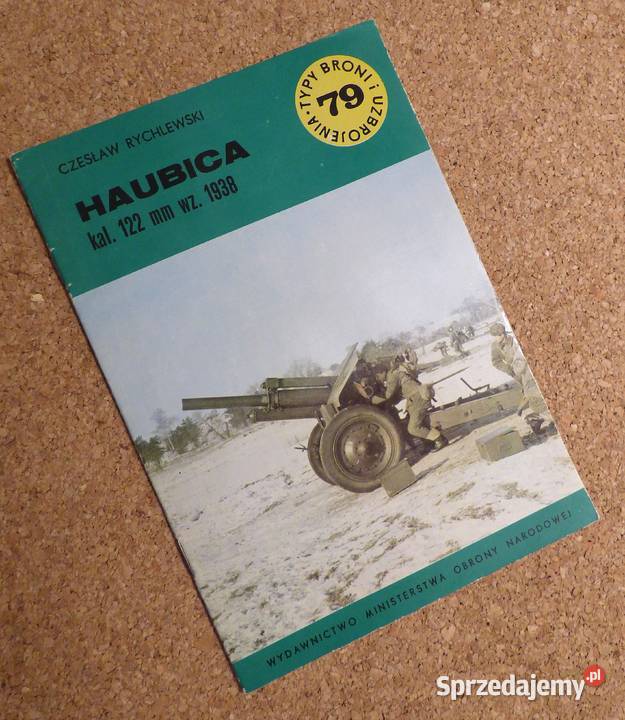 TYPY BRONI i UZBROJENIA •
79
CZESŁAW RYCHLEWSKI
HAUBICA
kal. 122 mm wz. 1938
WYDAWNICTWO MINISTERSTWA OBRONY NARODOWEJ
Sprzedajemy.pl